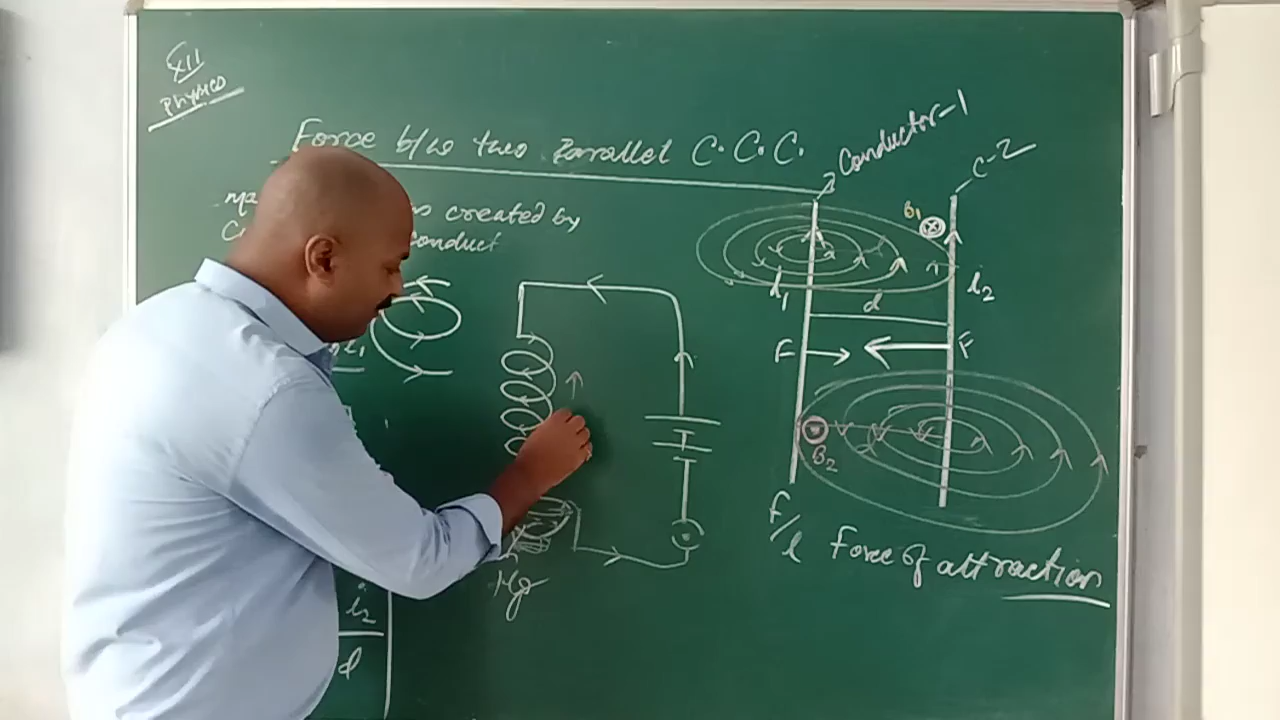 XII
Physics
Force b/w two Parallel C.C.C.
Conductor-1
C-2
is created by
conduct
B1
i1
d
i2
F
F
B2
F/l
Force of attraction
Hg
i2
d